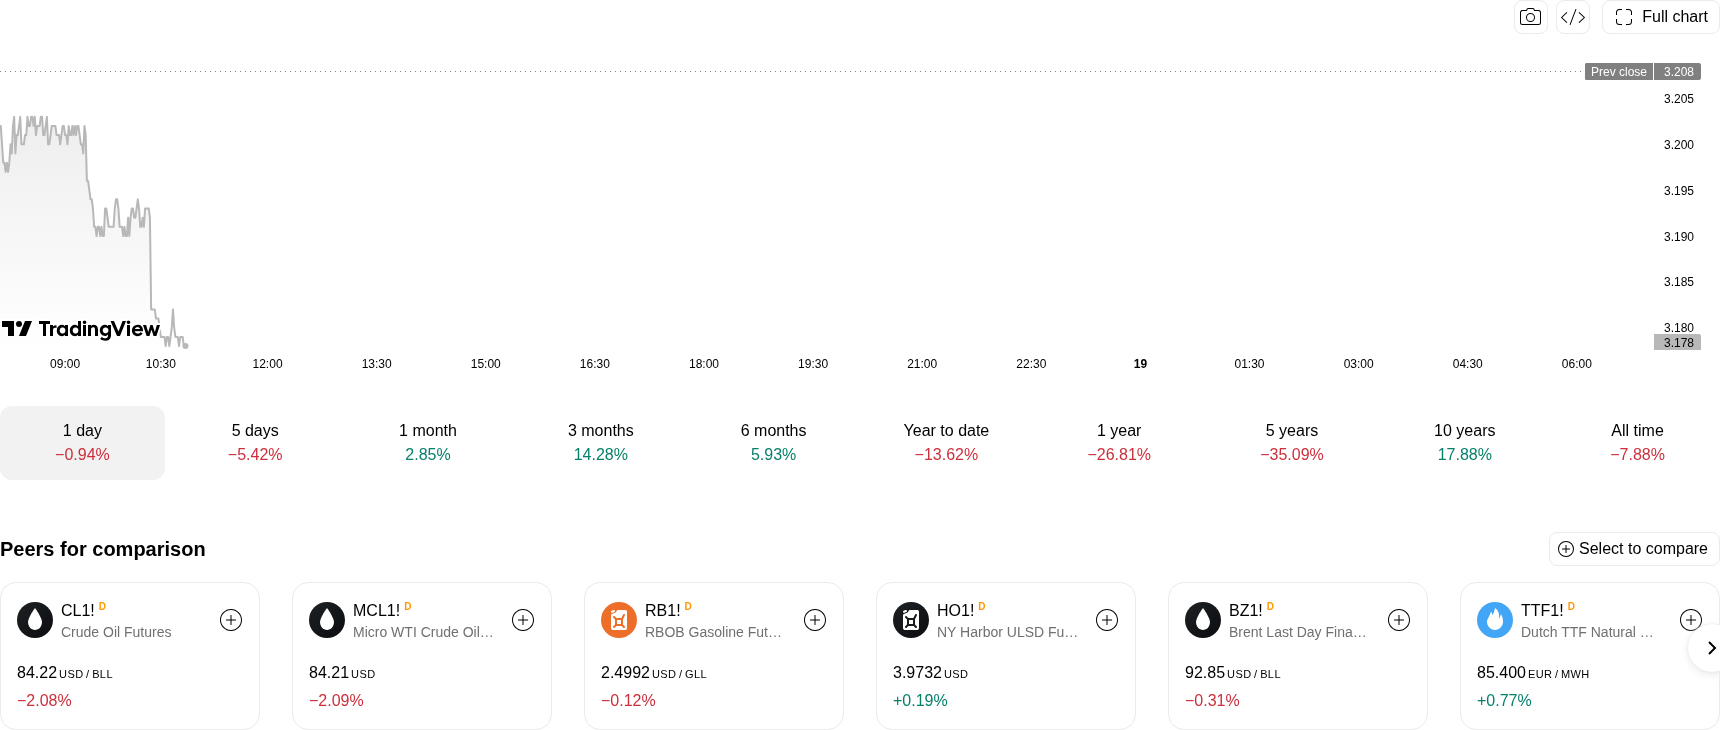 Full chart
Prev close 3.208
3.205
3.200
3.195
3.190
3.185
3.180
3.178
TradingView
09:00 10:30 12:00 13:30 15:00 16:30 18:00 19:30 21:00 22:30 19 01:30 03:00 04:30 06:00
1 day 5 days 1 month 3 months 6 months Year to date 1 year 5 years 10 years All time
−0.94% −5.42% 2.85% 14.28% 5.93% −13.62% −26.81% −35.09% 17.88% −7.88%
Peers for comparison
Select to compare
CL1! D
Crude Oil Futures
84.22 USD / BLL
−2.08%
MCL1! D
Micro WTI Crude Oil…
84.21 USD
−2.09%
RB1! D
RBOB Gasoline Fut…
2.4992 USD / GLL
−0.12%
HO1! D
NY Harbor ULSD Fu…
3.9732 USD
+0.19%
BZ1! D
Brent Last Day Fina…
92.85 USD / BLL
−0.31%
TTF1! D
Dutch TTF Natural …
85.400 EUR / MWH
+0.77%